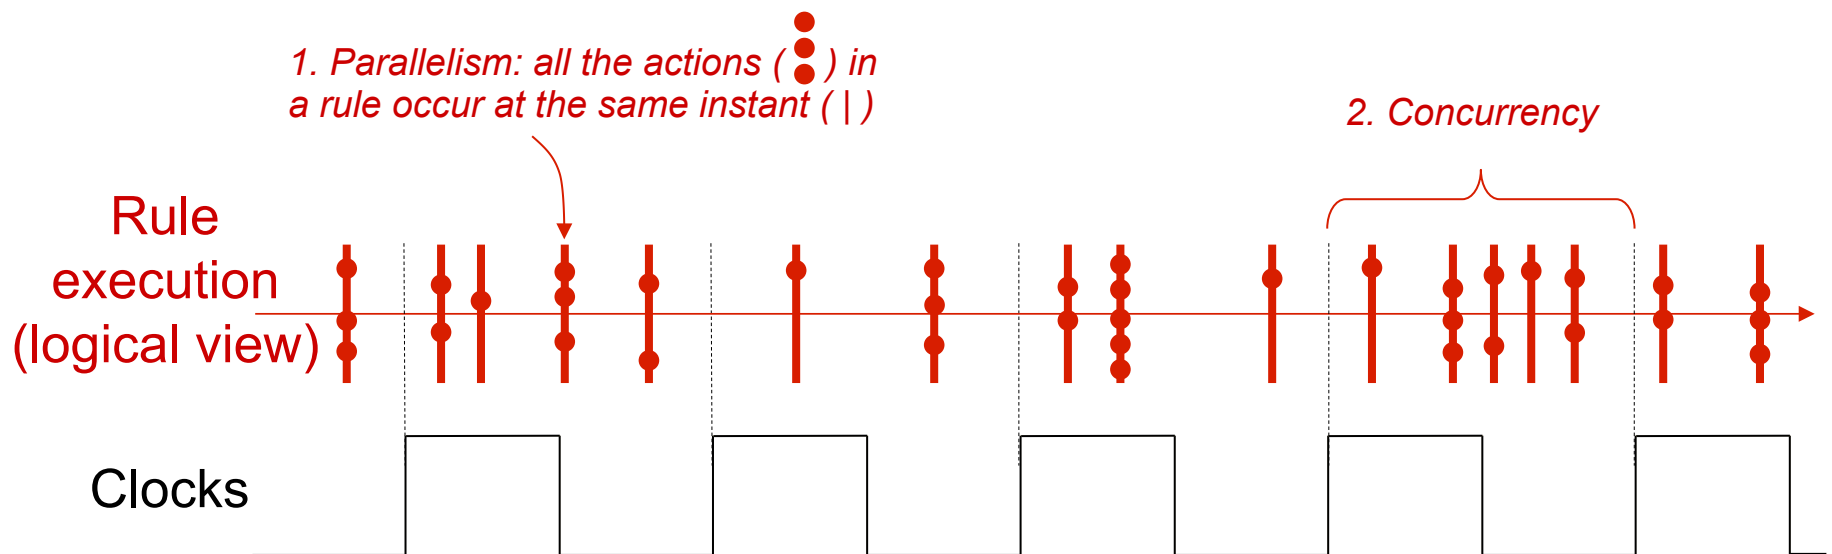 1. Parallelism: all the actions ( ) in
a rule occur at the same instant ( | )
2. Concurrency
Rule
execution
(logical view)
Clocks